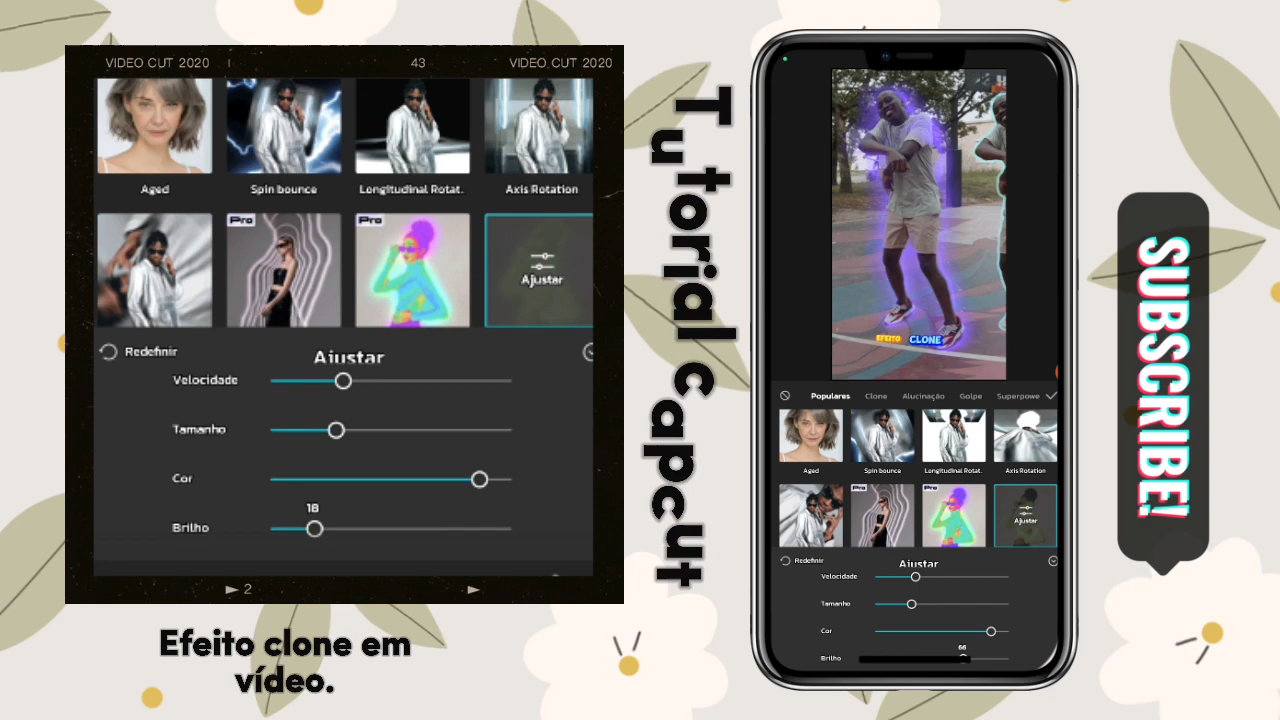 VIDEO CUT 2020
43
VIDEO CUT 2020
Aged
Spin bounce
Longitudinal Rotat.
Axis Rotation
Pro
Pro
Ajustar
Redefinir
Ajustar
Velocidade
Tamanho
Cor
18
Brilho
2
Efeito clone em
vídeo.
Tutorial Capcut
EFEITO CLONE
Populares Clone Alucinação Golpe Superpowe
Aged
Spin bounce
Longitudinal Rotat.
Axis Rotation
Pro
Pro
Ajustar
Redefinir
Ajustar
Velocidade
Tamanho
Cor
66
Brilho
SUBSCRIBE!